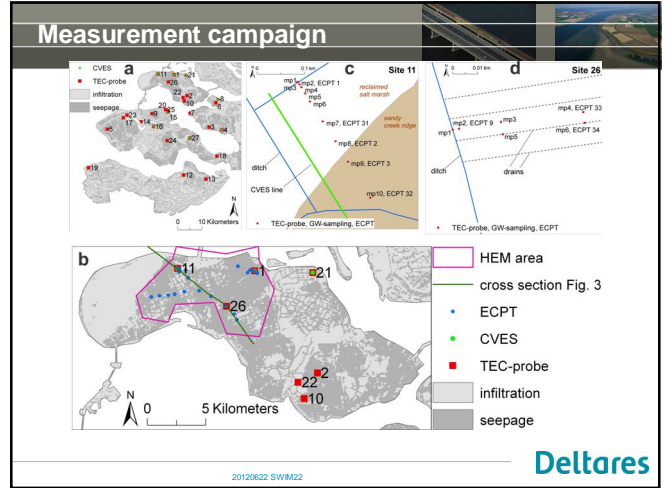 Measurement campaign
a
CVES
TEC-probe
infiltration
seepage
11
1
21
26
22
2
10
8
6
20
25
9
15
7
23
17
14
16
5
3
4
24
27
18
19
12
13
N
0
10 Kilometers
c
Site 11
0
0.1 km
N
mp1
mp2, ECPT 1
mp3
mp4
mp5
mp6
reclaimed
salt marsh
mp7, ECPT 31
sandy
creek ridge
mp8, ECPT 2
mp9, ECPT 3
mp10, ECPT 32
ditch
CVES line
TEC-probe, GW-sampling, ECPT
d
Site 26
0
0.01 km
N
mp4, ECPT 33
mp2, ECPT 9
mp3
mp1
mp5
mp6, ECPT 34
ditch
drains
TEC-probe, GW-sampling, ECPT
b
11
1
21
26
2
22
10
N
0
5 Kilometers
HEM area
cross section Fig. 3
ECPT
CVES
TEC-probe
infiltration
seepage
20120622 SWIM22
Deltares